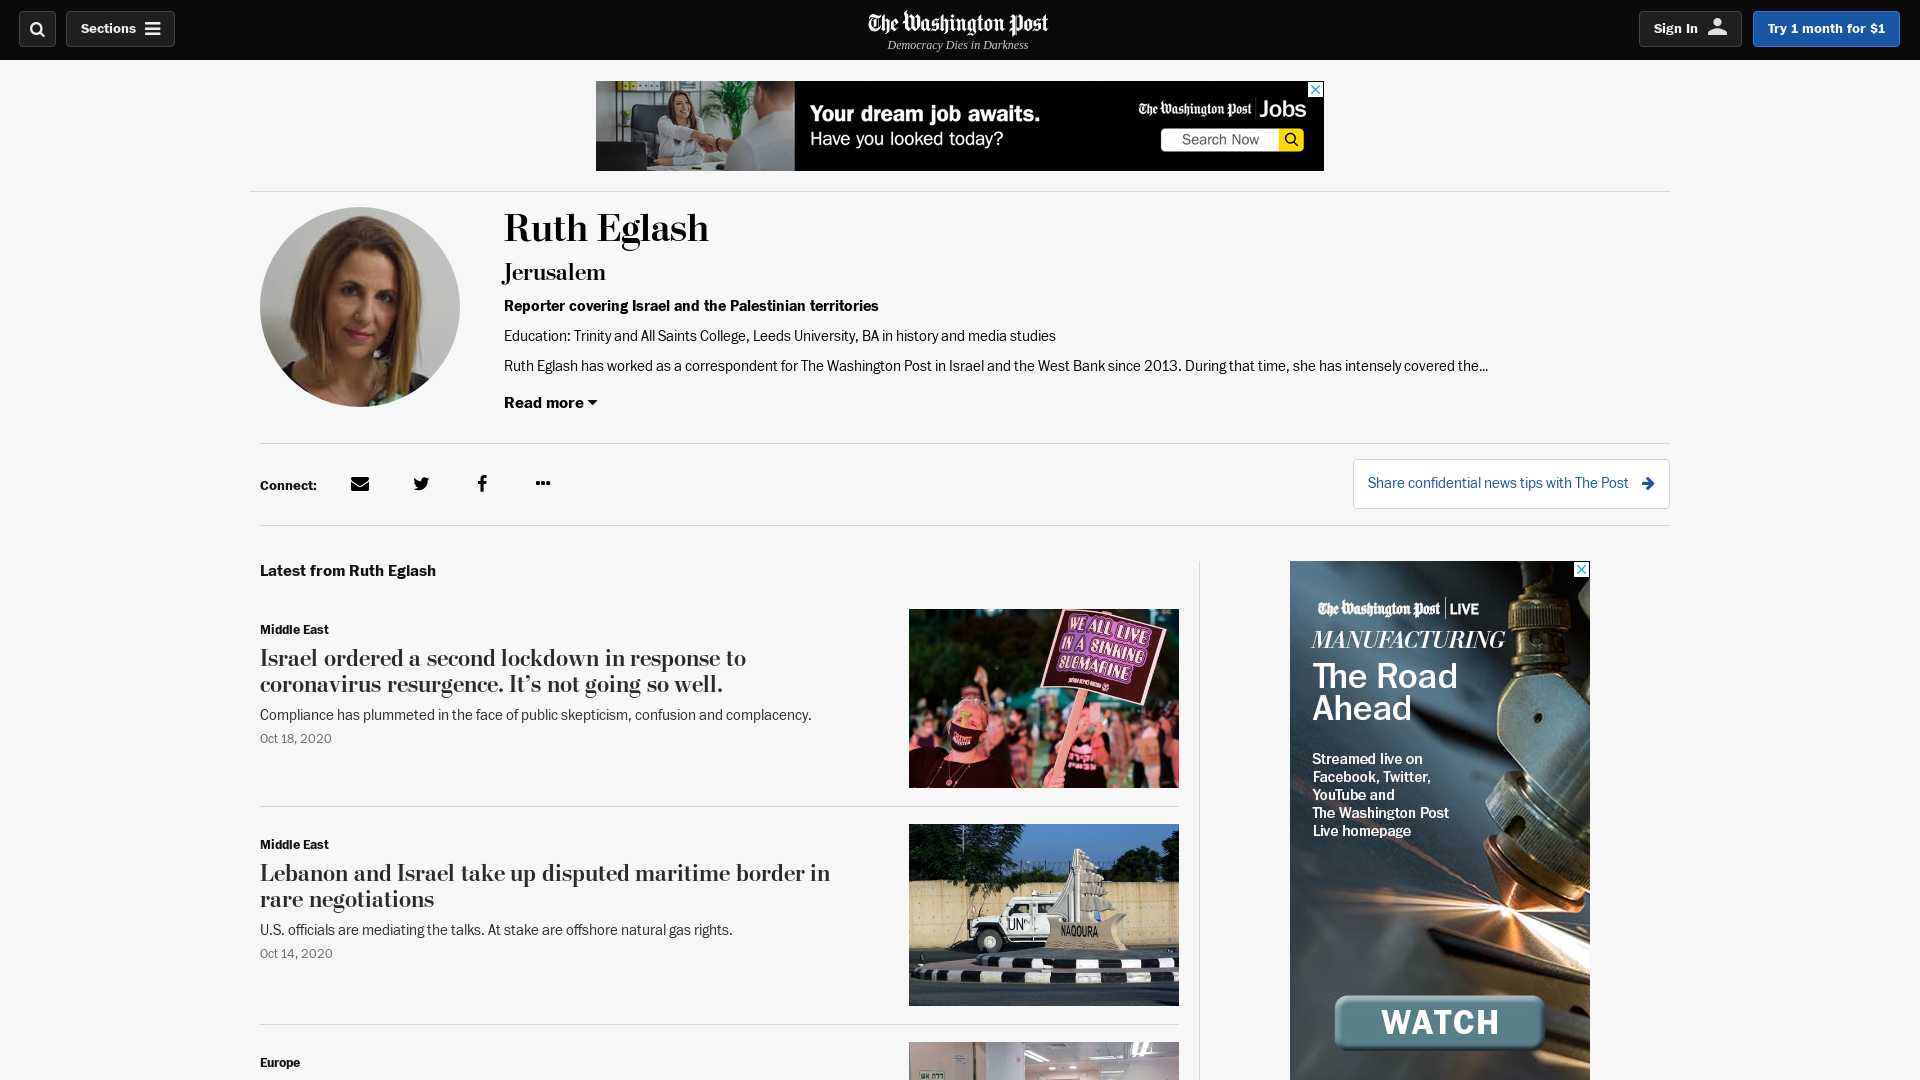 Sections
The Washington Post
Democracy Dies in Darkness
Sign In
Try 1 month for $1
Your dream job awaits.
Have you looked today?
The Washington Post Jobs
Search Now
Ruth Eglash
Jerusalem
Reporter covering Israel and the Palestinian territories
Education: Trinity and All Saints College, Leeds University, BA in history and media studies
Ruth Eglash has worked as a correspondent for The Washington Post in Israel and the West Bank since 2013. During that time, she has intensely covered the...
Read more
Connect:
Share confidential news tips with The Post
Latest from Ruth Eglash
Middle East
Israel ordered a second lockdown in response to
coronavirus resurgence. It’s not going so well.
Compliance has plummeted in the face of public skepticism, confusion and complacency.
Oct 18, 2020
WE ALL LIVE
IN A SINKING
SUBMARINE
Middle East
Lebanon and Israel take up disputed maritime border in
rare negotiations
U.S. officials are mediating the talks. At stake are offshore natural gas rights.
Oct 14, 2020
UN
NAQOURA
Europe
The Washington Post LIVE
MANUFACTURING
The Road
Ahead
Streamed live on
Facebook, Twitter,
YouTube and
The Washington Post
Live homepage
WATCH